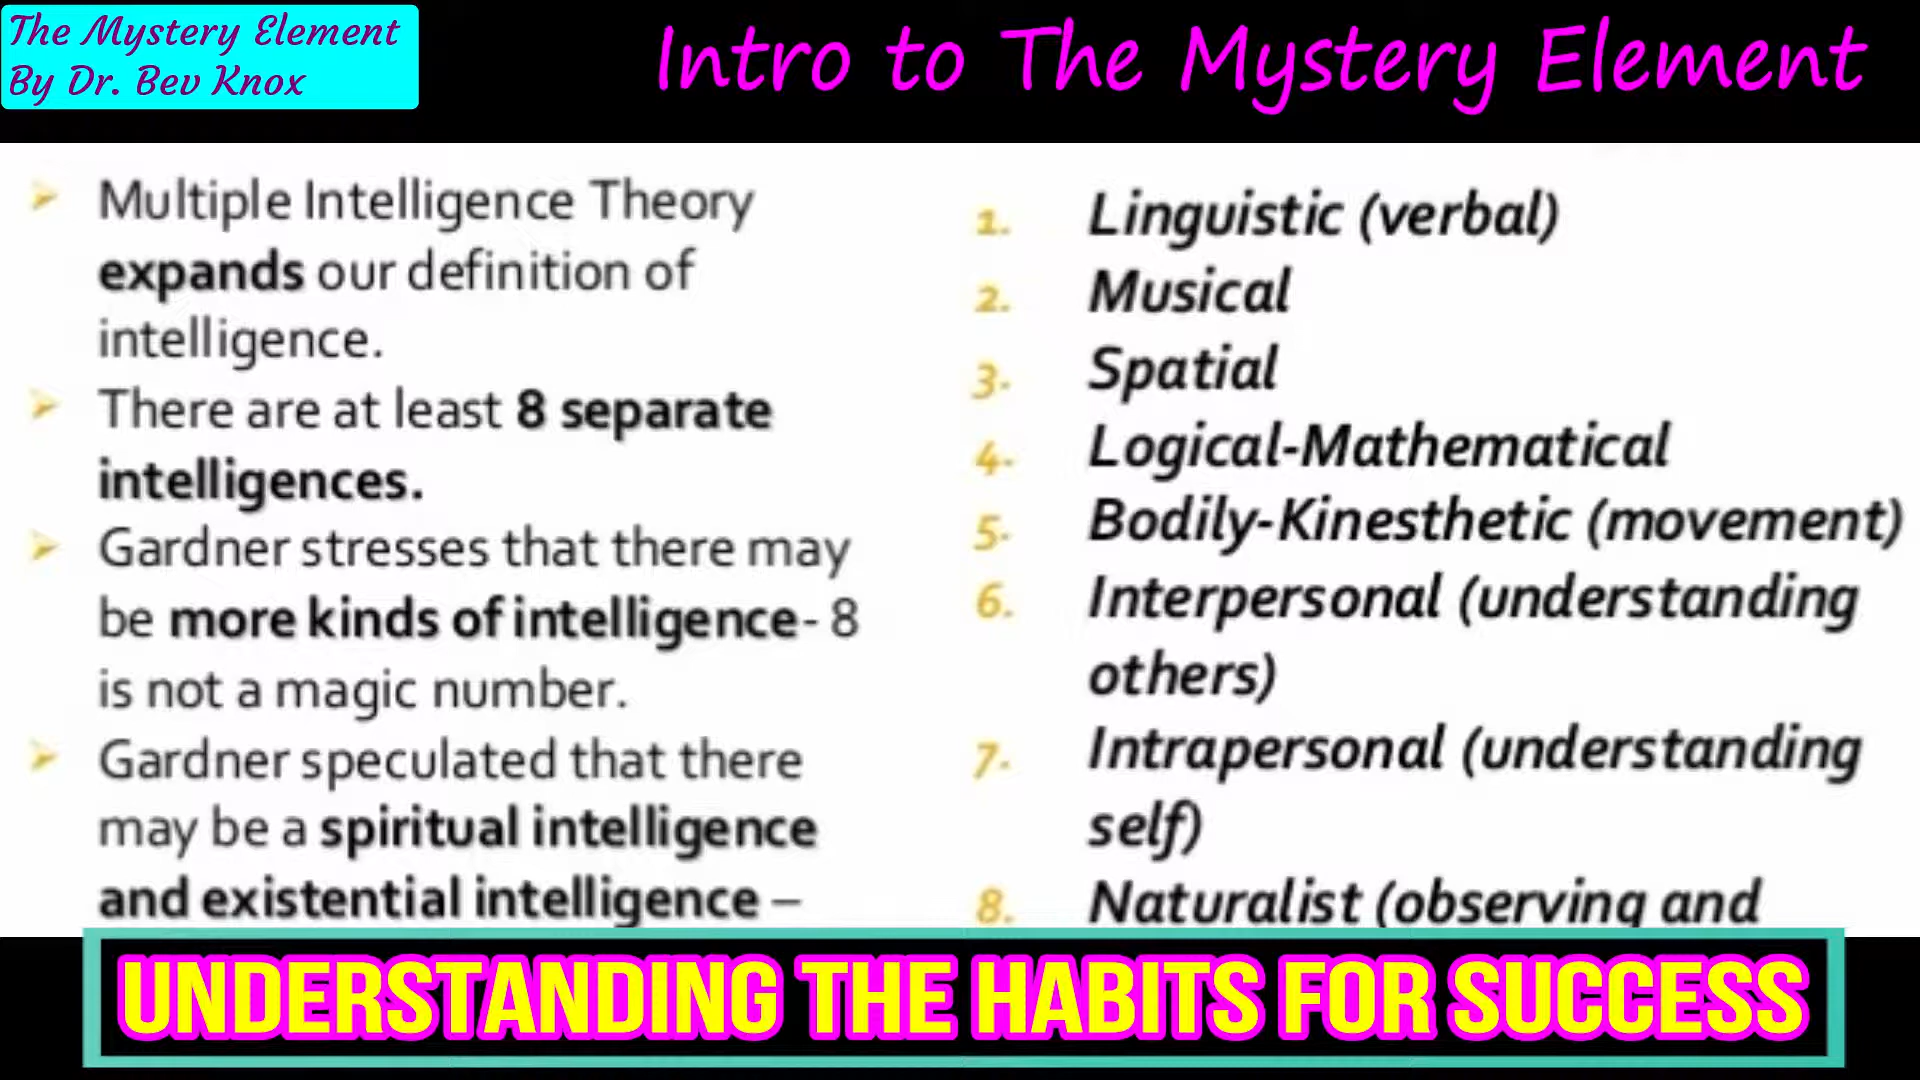 The Mystery Element
By Dr. Bev Knox
Intro to The Mystery Element
➢ Multiple Intelligence Theory
expands our definition of
intelligence.
➢ There are at least 8 separate
intelligences.
➢ Gardner stresses that there may
be more kinds of intelligence- 8
is not a magic number.
➢ Gardner speculated that there
may be a spiritual intelligence
and existential intelligence –
1. Linguistic (verbal)
2. Musical
3. Spatial
4. Logical-Mathematical
5. Bodily-Kinesthetic (movement)
6. Interpersonal (understanding
others)
7. Intrapersonal (understanding
self)
8. Naturalist (observing and
UNDERSTANDING THE HABITS FOR SUCCESS